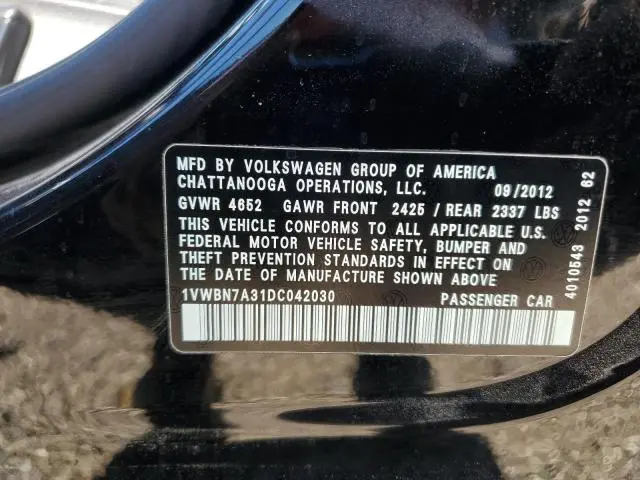 MFD BY VOLKSWAGEN GROUP OF AMERICA
CHATTANOOGA OPERATIONS, LLC. 09/2012
GVWR 4652 GAWR FRONT 2425 / REAR 2337 LBS
THIS VEHICLE CONFORMS TO ALL APPLICABLE U.S.
FEDERAL MOTOR VEHICLE SAFETY, BUMPER AND
THEFT PREVENTION STANDARDS IN EFFECT ON
THE DATE OF MANUFACTURE SHOWN ABOVE
1VWBN7A31DC042030 PASSENGER CAR
4010543 2012 62